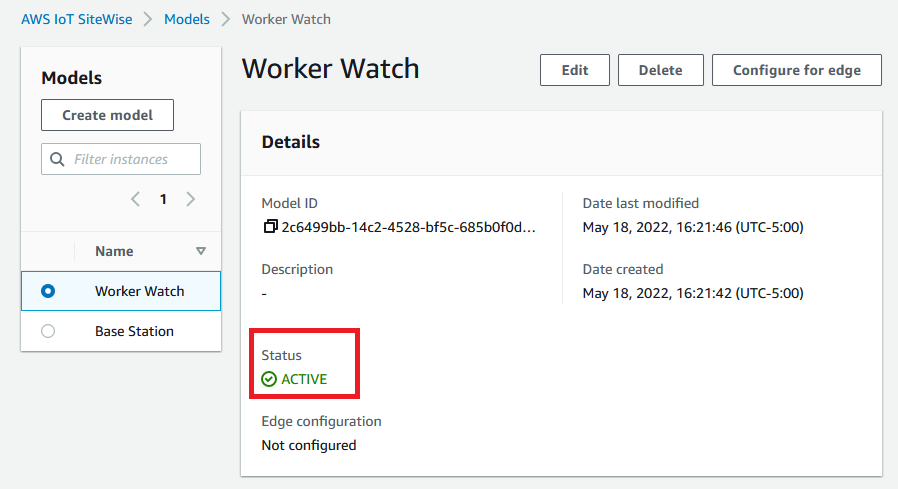 AWS IoT SiteWise > Models > Worker Watch
Models
Create model
Filter instances
1
Name
Worker Watch
Base Station
Worker Watch
Edit
Delete
Configure for edge
Details
Model ID
2c6499bb-14c2-4528-bf5c-685b0f0d...
Description
-
Status
ACTIVE
Edge configuration
Not configured
Date last modified
May 18, 2022, 16:21:46 (UTC-5:00)
Date created
May 18, 2022, 16:21:42 (UTC-5:00)